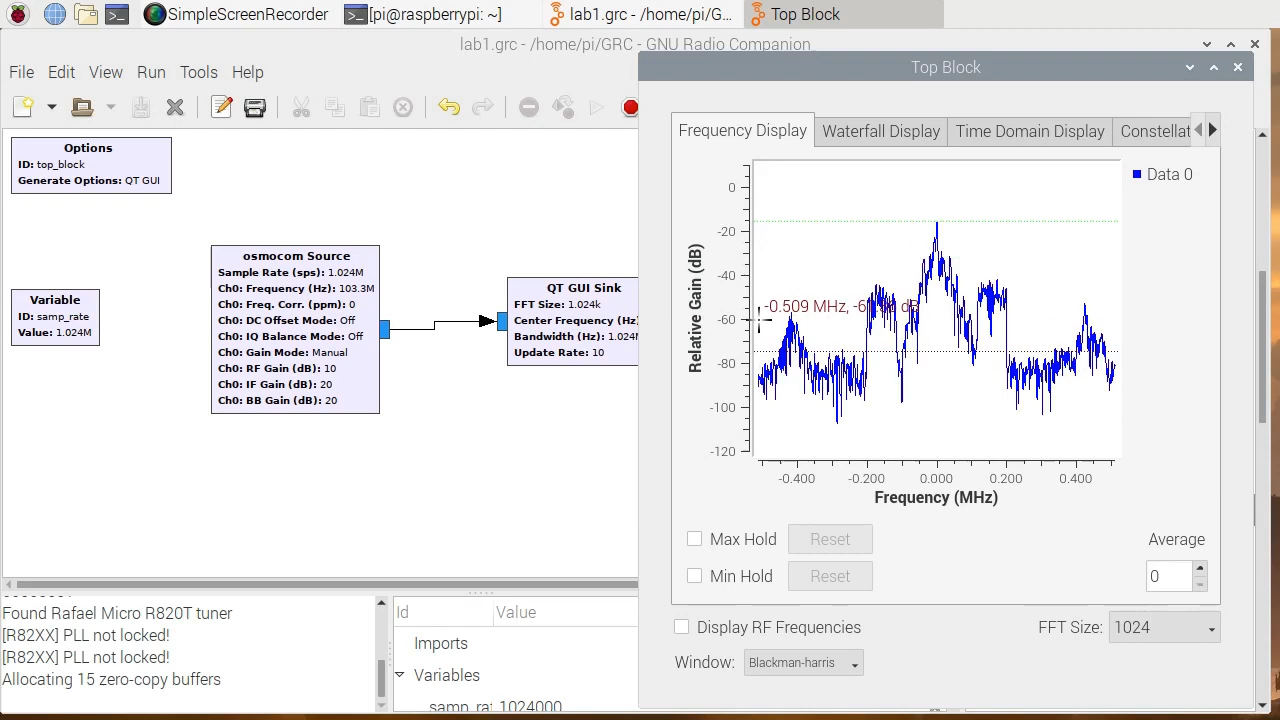 SimpleScreenRecorder
[pi@raspberrypi: ~]
lab1.grc - /home/pi/G...
Top Block
lab1.grc - /home/pi/GRC - GNU Radio Companion
File Edit View Run Tools Help
Options
ID: top_block
Generate Options: QT GUI
Variable
ID: samp_rate
Value: 1.024M
osmocom Source
Sample Rate (sps): 1.024M
Ch0: Frequency (Hz): 103.3M
Ch0: Freq. Corr. (ppm): 0
Ch0: DC Offset Mode: Off
Ch0: IQ Balance Mode: Off
Ch0: Gain Mode: Manual
Ch0: RF Gain (dB): 10
Ch0: IF Gain (dB): 20
Ch0: BB Gain (dB): 20
QT GUI Sink
FFT Size: 1.024k
Center Frequency (Hz)
Bandwidth (Hz): 1.024
Update Rate: 10
Found Rafael Micro R820T tuner
[R82XX] PLL not locked!
[R82XX] PLL not locked!
Allocating 15 zero-copy buffers
Id Value
Imports
Variables
samp_ra 1024000
Top Block
Frequency Display
Waterfall Display
Time Domain Display
Constellat
0
-20
-40
-60
-80
-100
-120
Relative Gain (dB)
-0.509 MHz, dB
Data 0
-0.400 -0.200 0.000 0.200 0.400
Frequency (MHz)
Max Hold Reset
Average
Min Hold Reset
0
Display RF Frequencies
FFT Size: 1024
Window: Blackman-harris